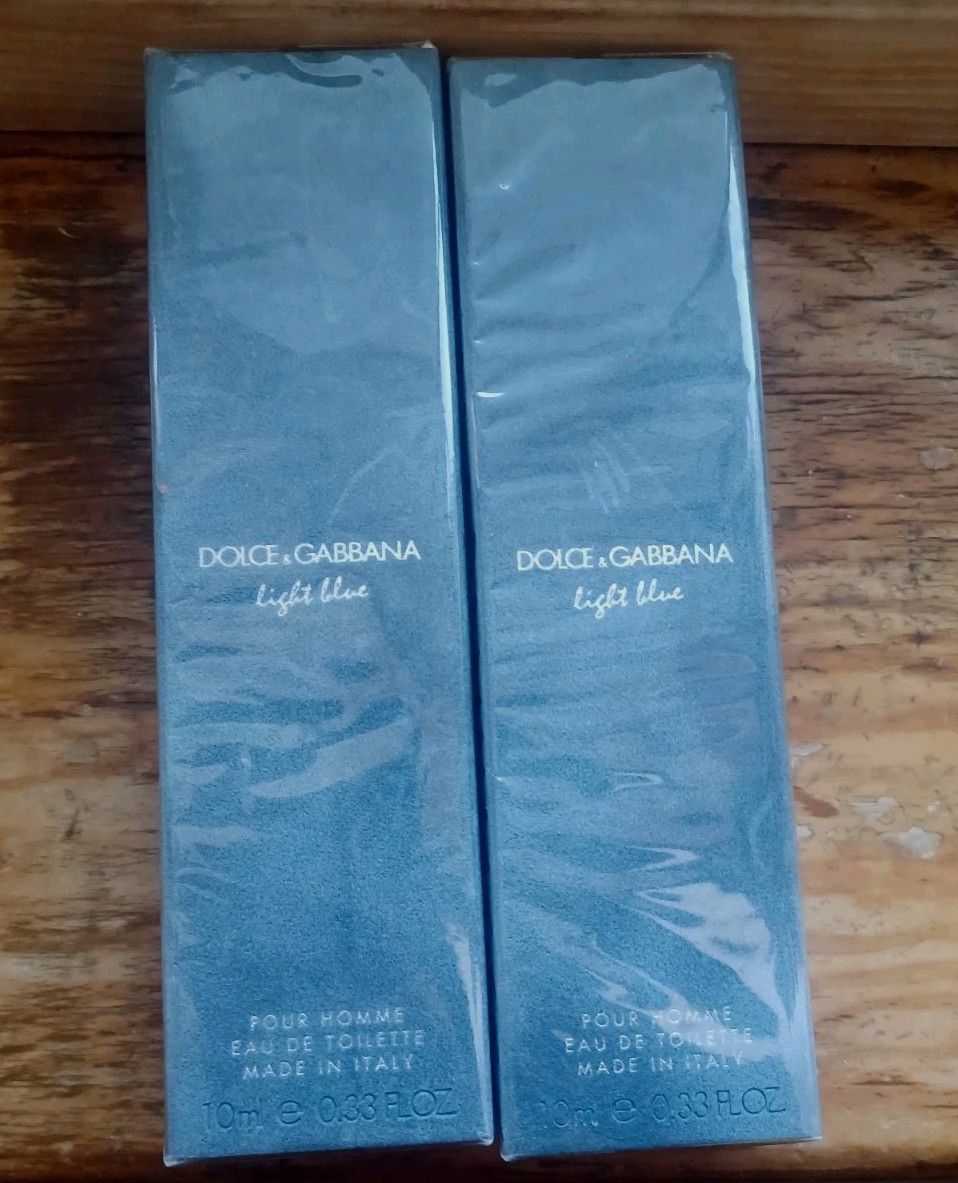 DOLCE & GABBANA
light blue
POUR HOMME
EAU DE TOILETTE
MADE IN ITALY
10ml e 0.33 FL OZ
DOLCE & GABBANA
light blue
POUR HOMME
EAU DE TOILETTE
MADE IN ITALY
10ml e 0.33 FL OZ